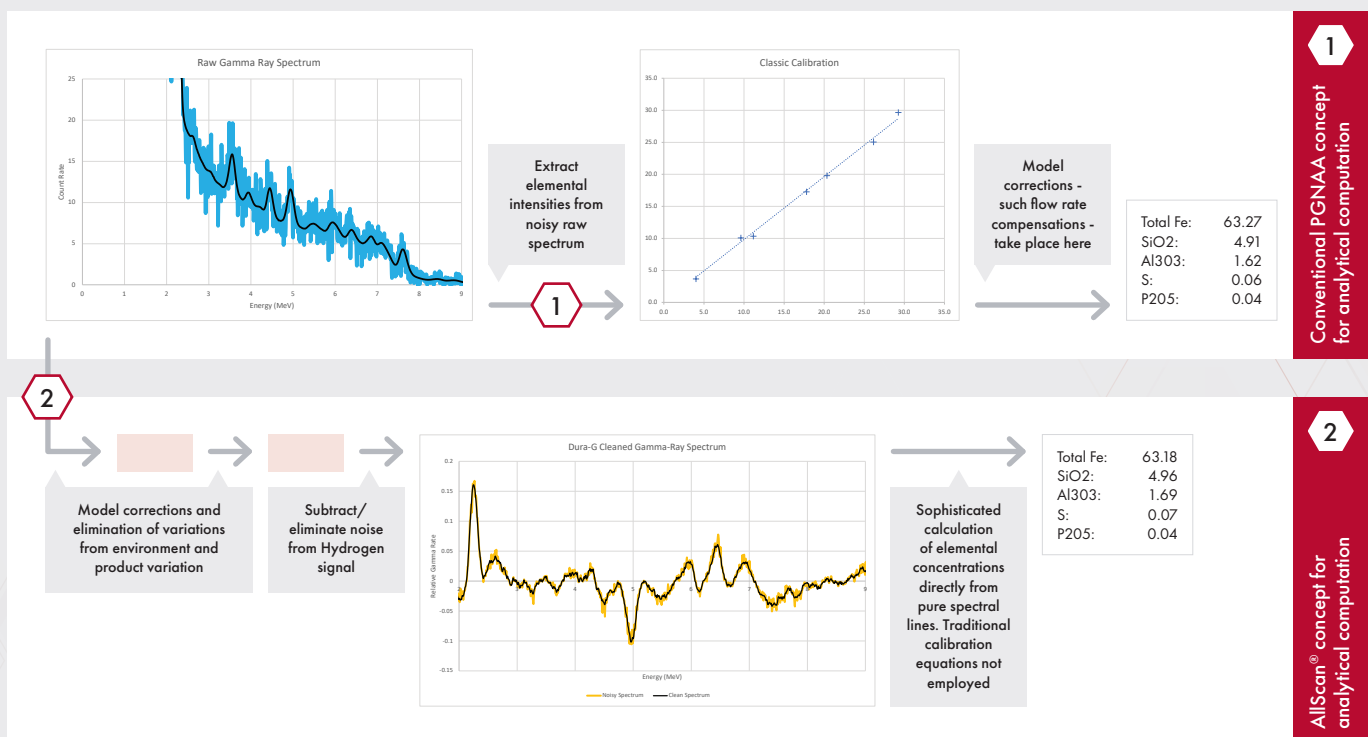 Raw Gamma Ray Spectrum
25
20
15
10
5
0
Count Rate
0 1 2 3 4 5 6 7 8 9
Energy (MeV)
Extract
elemental
intensities from
noisy raw
spectrum
1
Classic Calibration
35.0
30.0
25.0
20.0
15.0
10.0
5.0
0.0
0.0 5.0 10.0 15.0 20.0 25.0 30.0 35.0
Model
corrections -
such flow rate
compensations -
take place here
Total Fe: 63.27
SiO2: 4.91
Al303: 1.62
S: 0.06
P205: 0.04
1
Conventional PGNAA concept
for analytical computation
2
Model corrections and
elimination of variations
from environment and
product variation
Subtract/
eliminate noise
from Hydrogen
signal
Dura-G Cleaned Gamma-Ray Spectrum
0.2
0.15
0.1
0.05
0
-0.05
-0.1
-0.15
Relative Gamma Rate
2 3 4 5 6 7 8 9
Energy (MeV)
Noisy Spectrum Clean Spectrum
Sophisticated
calculation
of elemental
concentrations
directly from
pure spectral
lines. Traditional
calibration
equations not
employed
Total Fe: 63.18
SiO2: 4.96
Al303: 1.69
S: 0.07
P205: 0.04
2
AllScan® concept for
analytical computation